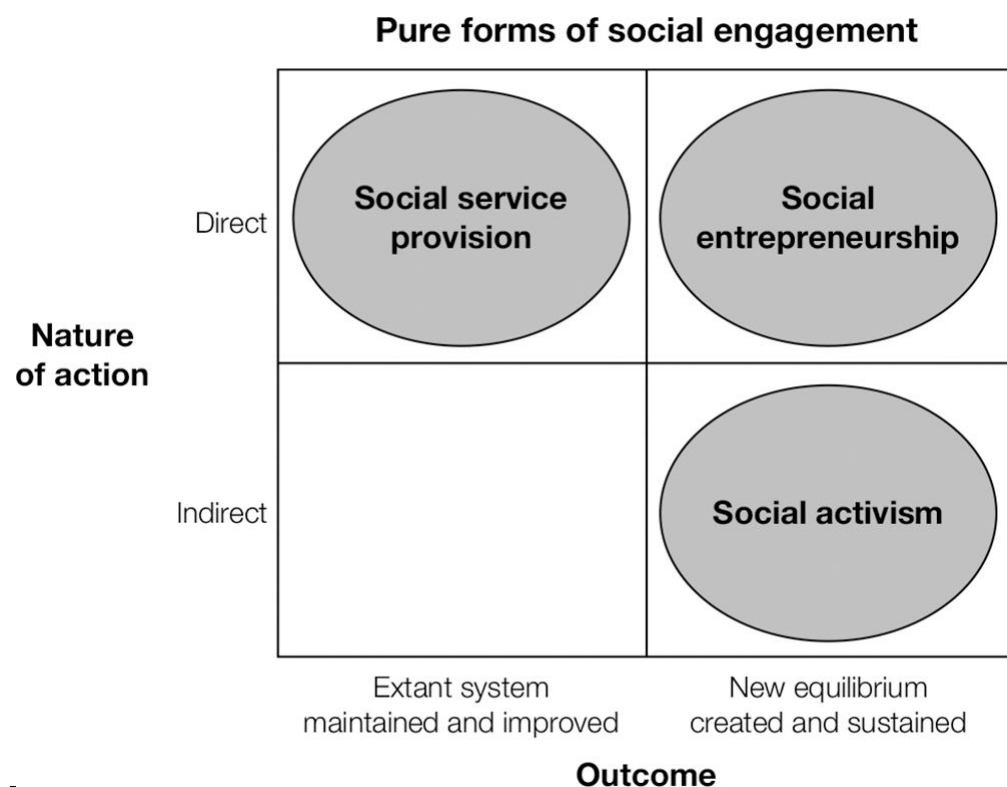 Pure forms of social engagement
Social service
provision
Social
entrepreneurship
Direct
Nature
of action
Indirect
Social activism
Extant system
maintained and improved
New equilibrium
created and sustained
Outcome